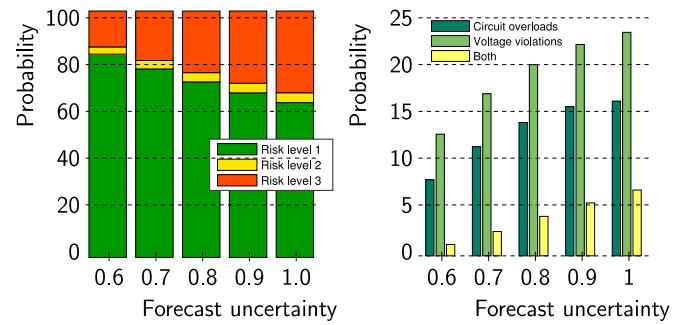 Probability
100
80
60
40
20
0
Risk level 1
Risk level 2
Risk level 3
0.6 0.7 0.8 0.9 1.0
Forecast uncertainty
Probability
25
20
15
10
5
0
Circuit overloads
Voltage violations
Both
0.6 0.7 0.8 0.9 1
Forecast uncertainty